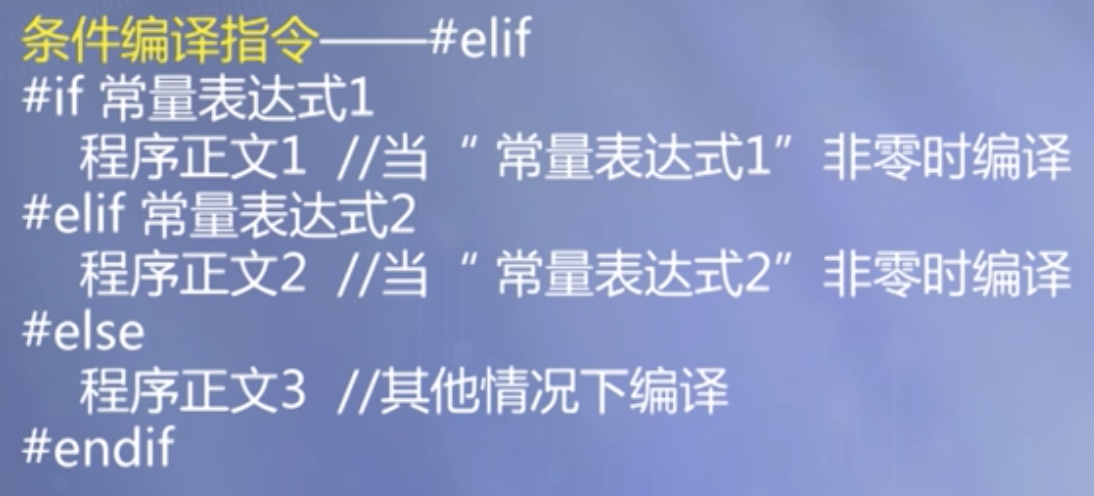 条件编译指令——#elif
#if 常量表达式1
程序正文1 //当“ 常量表达式1”非零时编译
#elif 常量表达式2
程序正文2 //当“ 常量表达式2”非零时编译
#else
程序正文3 //其他情况下编译
#endif